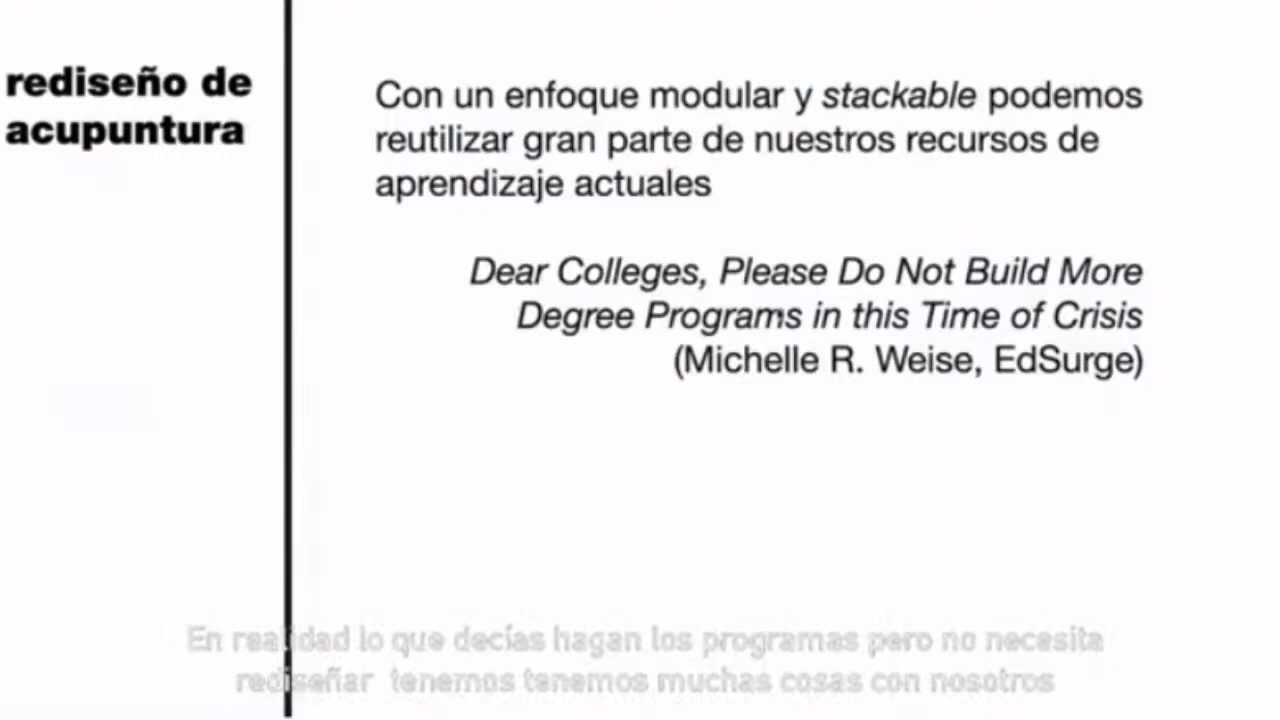 rediseño de
acupuntura
Con un enfoque modular y stackable podemos
reutilizar gran parte de nuestros recursos de
aprendizaje actuales
Dear Colleges, Please Do Not Build More
Degree Programs in this Time of Crisis
(Michelle R. Weise, EdSurge)
En realidad lo que decías hagan los programas pero no necesita
rediseñar tenemos tenemos muchas cosas con nosotros